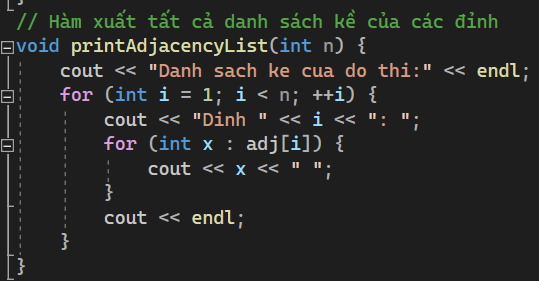 // Hàm xuất tất cả danh sách kề của các đỉnh
void printAdjacencyList(int n) {
    cout << "Danh sach ke cua do thi:" << endl;
    for (int i = 1; i < n; ++i) {
        cout << "Dinh " << i << ": ";
        for (int x : adj[i]) {
            cout << x << " ";
        }
        cout << endl;
    }
}